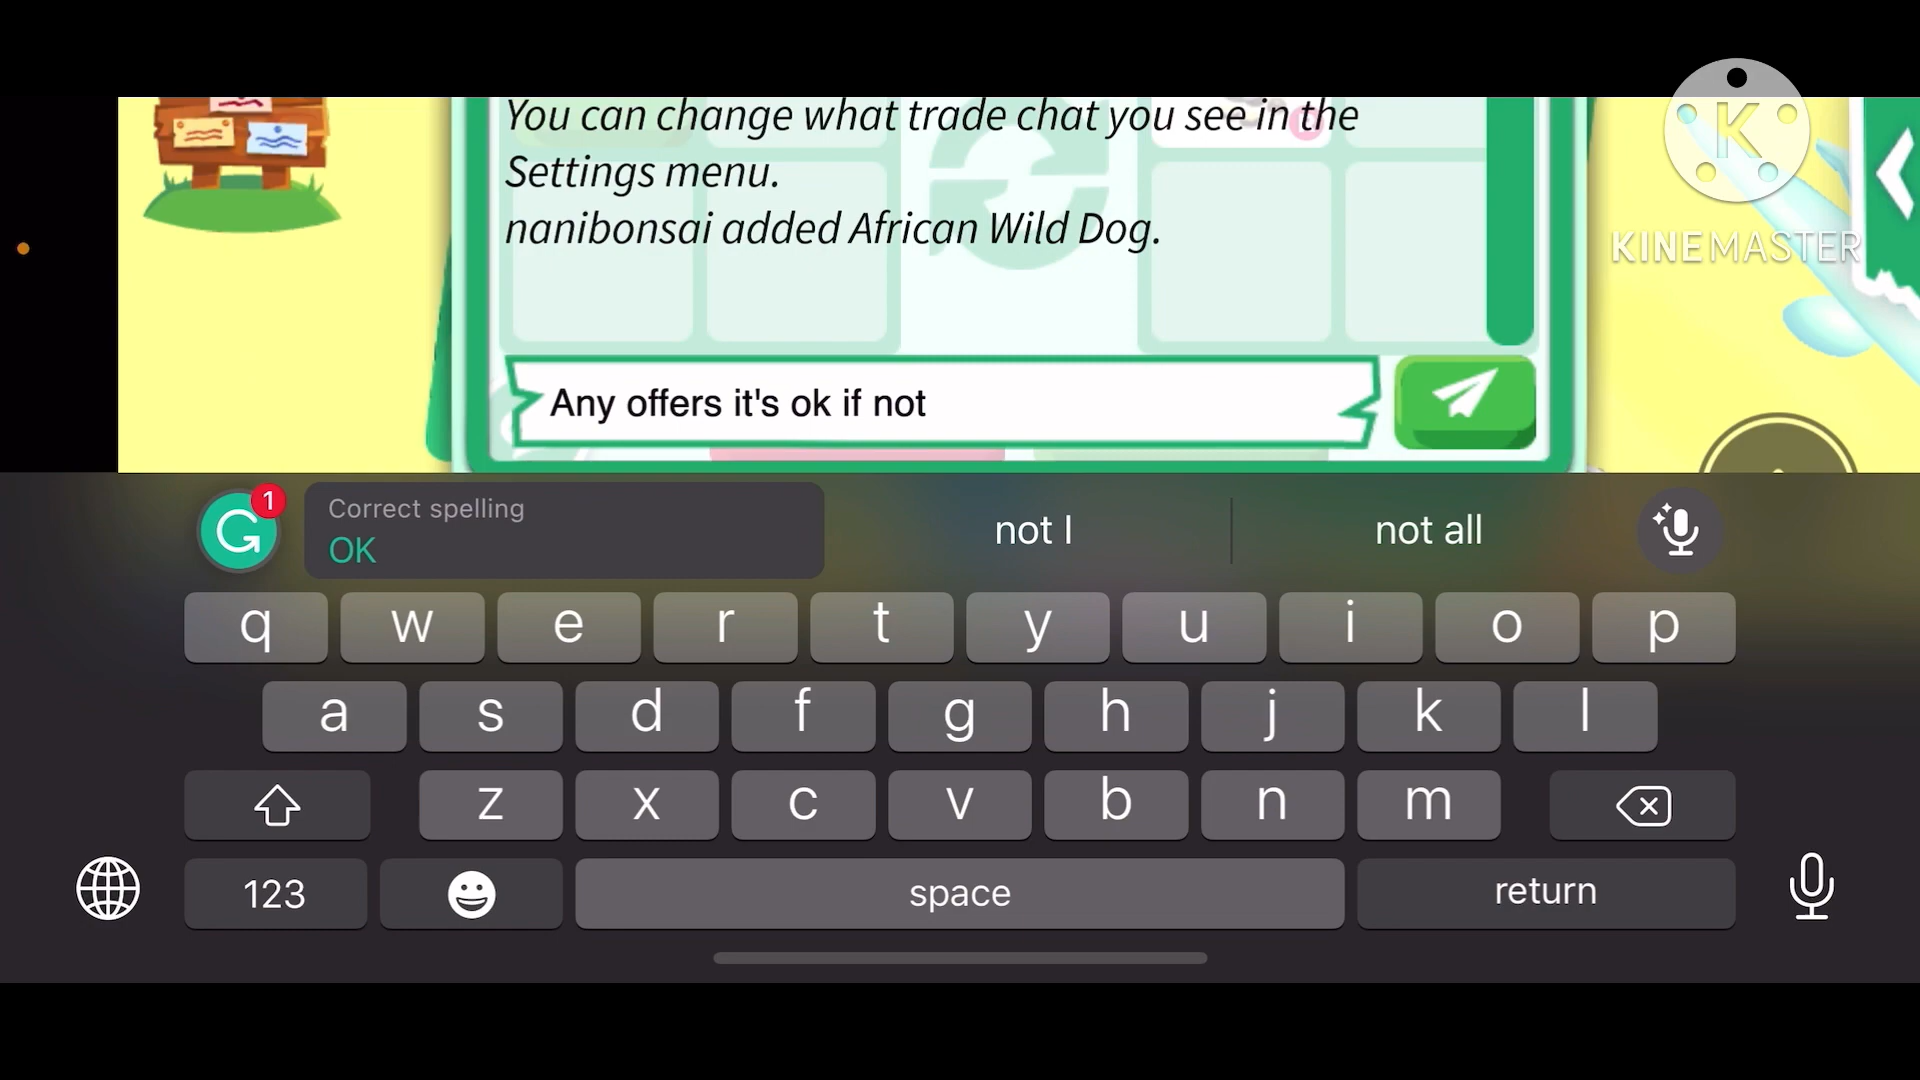 You can change what trade chat you see in the
Settings menu.
nanibonsai added African Wild Dog.
K
KINEMASTER
Any offers it's ok if not
1
G
Correct spelling
OK
not I
not all
q w e r t y u i o p
a s d f g h j k l
z x c v b n m
123
space
return